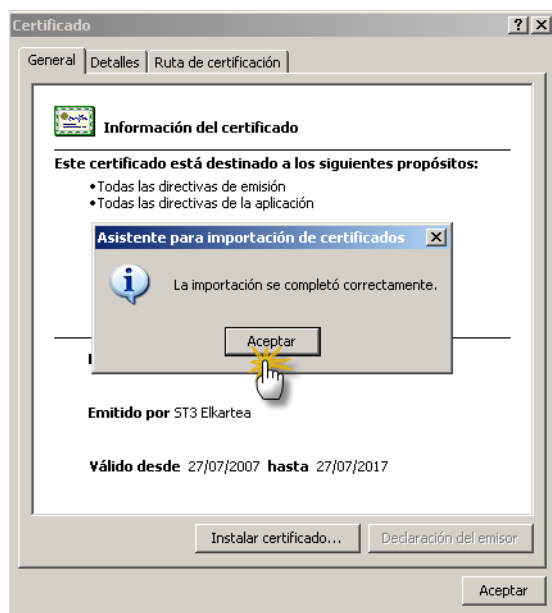 Certificado
General Detalles Ruta de certificación
Información del certificado
Este certificado está destinado a los siguientes propósitos:
•Todas las directivas de emisión
•Todas las directivas de la aplicación
Asistente para importación de certificados
La importación se completó correctamente.
Aceptar
Emitido por ST3 Elkartea
Válido desde 27/07/2007 hasta 27/07/2017
Instalar certificado... Declaración del emisor
Aceptar